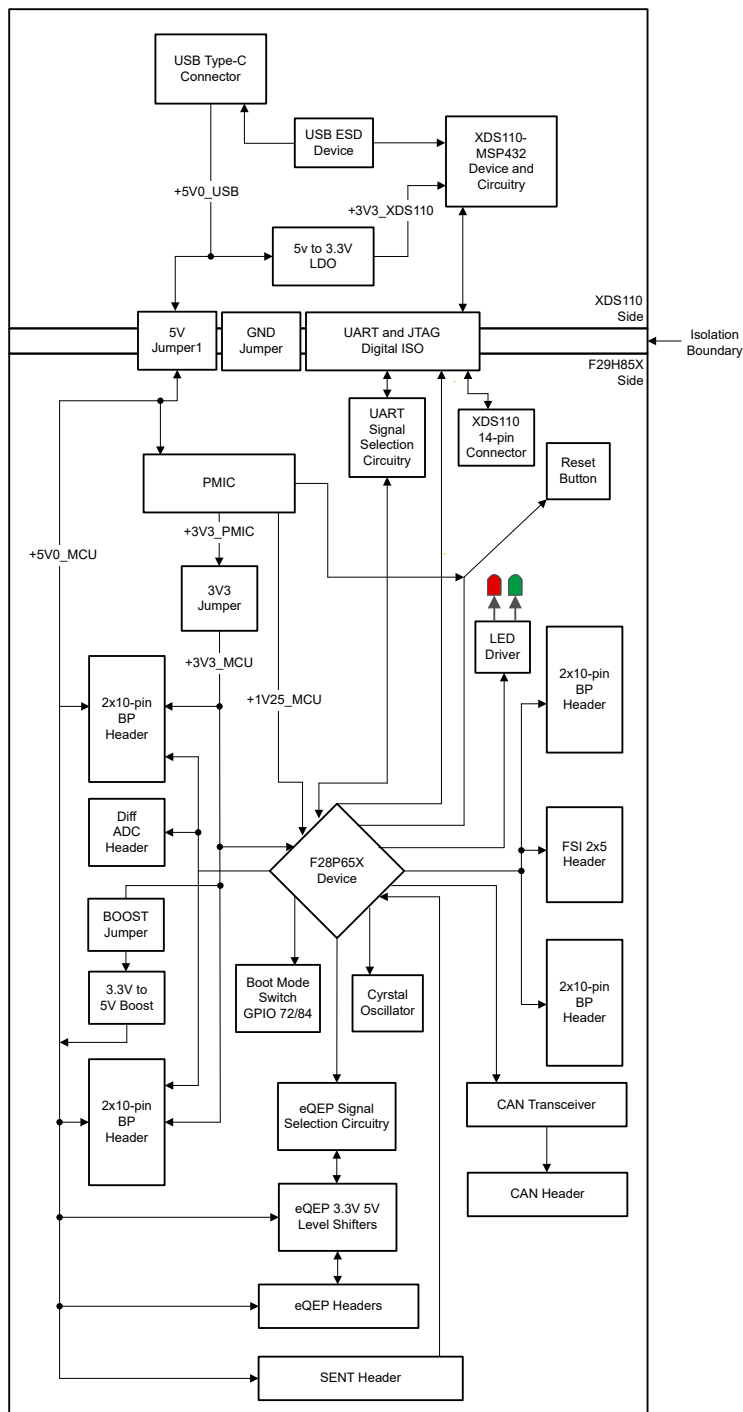 USB Type-C
Connector
USB ESD
Device
XDS110-
MSP432
Device and
Circuitry
+5V0_USB
+3V3_XDS110
5v to 3.3V
LDO
XDS110
Side
5V
Jumper1
GND
Jumper
UART and JTAG
Digital ISO
Isolation
Boundary
F29H85X
Side
UART
Signal
Selection
Circuitry
XDS110
14-pin
Connector
Reset
Button
PMIC
+3V3_PMIC
+5V0_MCU
3V3
Jumper
LED
Driver
+3V3_MCU
+1V25_MCU
2x10-pin
BP
Header
2x10-pin
BP
Header
Diff
ADC
Header
F28P65X
Device
FSI 2x5
Header
BOOST
Jumper
3.3V to
5V Boost
Boot Mode
Switch
GPIO 72/84
Cyrstal
Oscillator
2x10-pin
BP
Header
2x10-pin
BP
Header
eQEP Signal
Selection Circuitry
CAN Transceiver
CAN Header
eQEP 3.3V 5V
Level Shifters
eQEP Headers
SENT Header